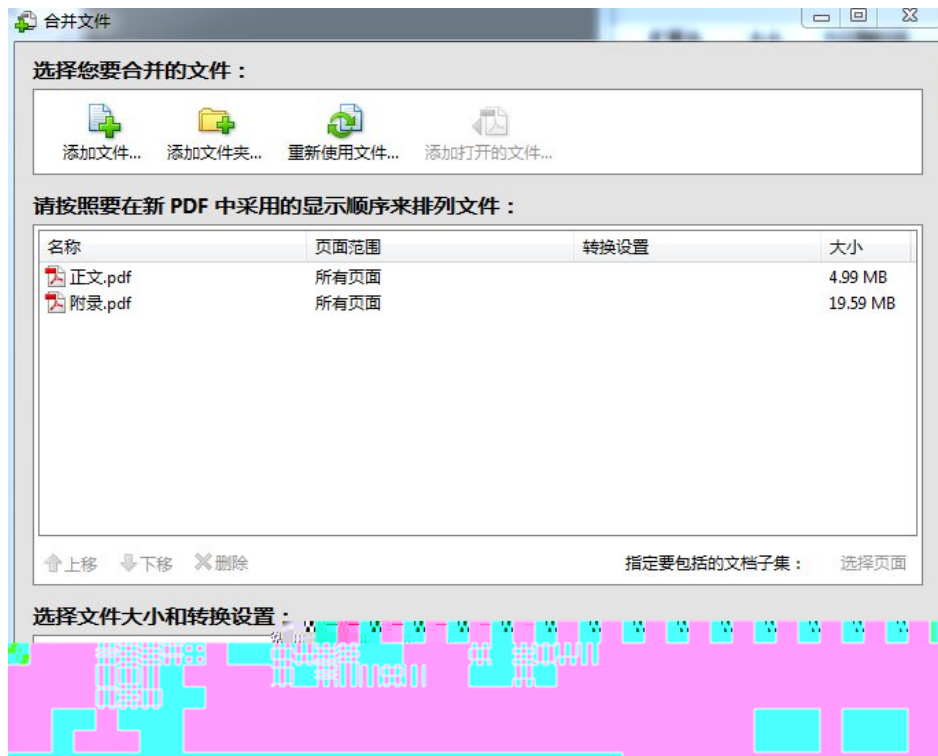 合并文件
选择您要合并的文件：
添加文件... 添加文件夹... 重新使用文件... 添加打开的文件...
请按照要在新 PDF 中采用的显示顺序来排列文件：
名称 页面范围 转换设置 大小
正文.pdf 所有页面 4.99 MB
附录.pdf 所有页面 19.59 MB
上移 下移 删除 指定要包括的文档子集： 选择页面
选择文件大小和转换设置：